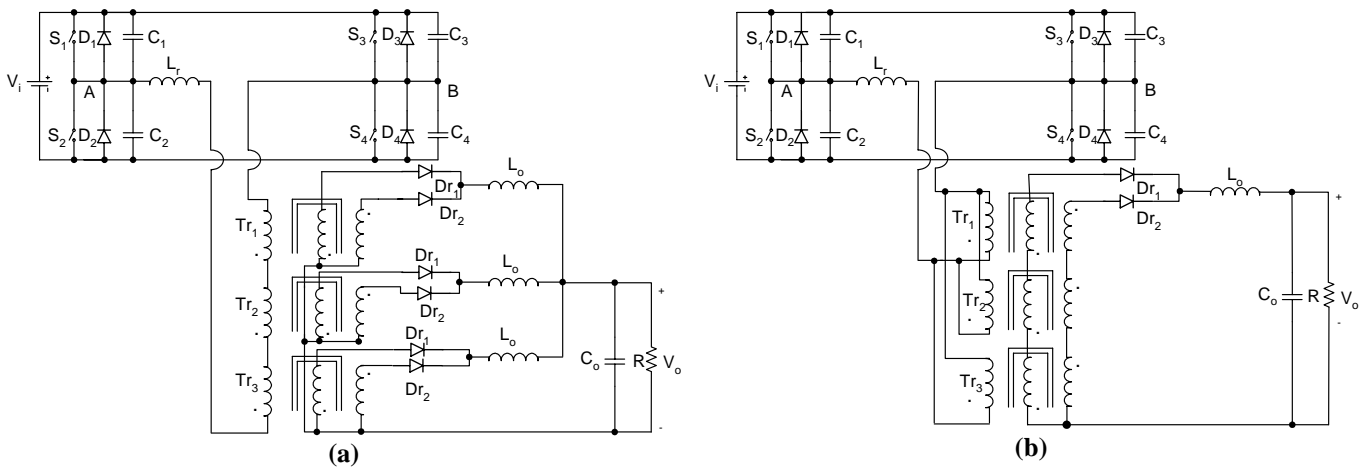 S1 D1 C1 S3 D3 C3
Vi + A Lr B
S2 D2 C2 S4 D4 C4
Lo
Dr1
Dr2
Tr1
Dr1 Lo
Tr2 Dr2 +
Dr1 Lo
Co R Vo
Tr3 Dr2
-
(a)
S1 D1 C1 S3 D3 C3
Vi + A Lr B
S2 D2 C2 S4 D4 C4
Dr1 Lo
Dr2 +
Tr1
Tr2 Co R Vo
-
Tr3
(b)